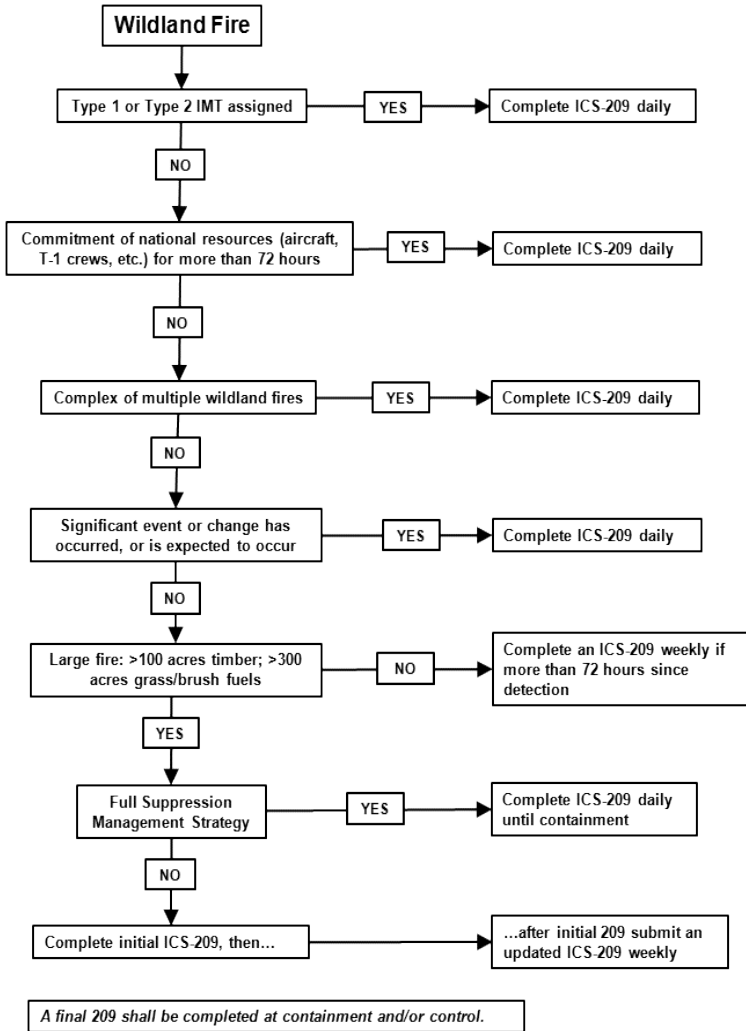 Wildland Fire
Type 1 or Type 2 IMT assigned
YES
Complete ICS-209 daily
NO
Commitment of national resources (aircraft,
T-1 crews, etc.) for more than 72 hours
YES
Complete ICS-209 daily
NO
Complex of multiple wildland fires
YES
Complete ICS-209 daily
NO
Significant event or change has
occurred, or is expected to occur
YES
Complete ICS-209 daily
NO
Large fire: >100 acres timber; >300
acres grass/brush fuels
NO
Complete an ICS-209 weekly if
more than 72 hours since
detection
YES
Full Suppression
Management Strategy
YES
Complete ICS-209 daily
until containment
NO
Complete initial ICS-209, then…
…after initial 209 submit an
updated ICS-209 weekly
A final 209 shall be completed at containment and/or control.